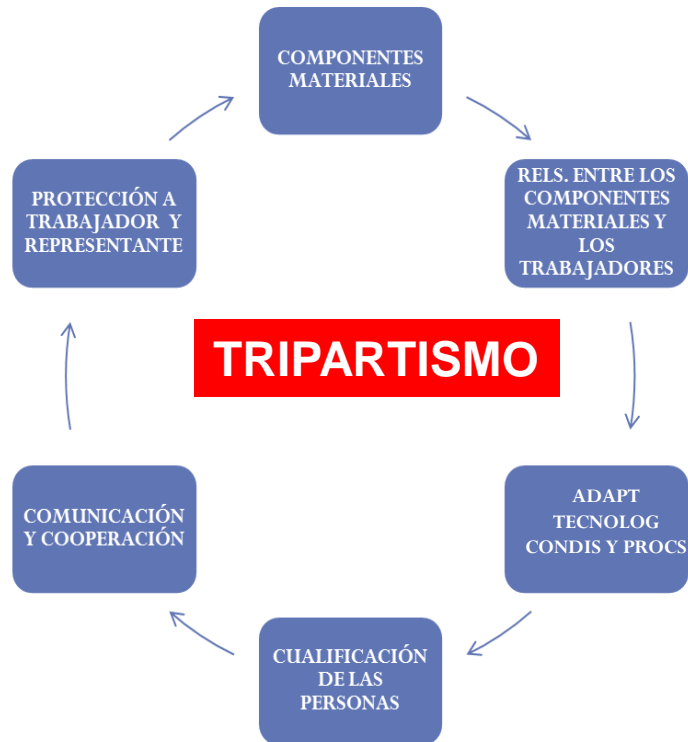 COMPONENTES
MATERIALES
RELS. ENTRE LOS
COMPONENTES
MATERIALES Y
LOS
TRABAJADORES
ADAPT
TECNOLOG
CONDIS Y PROCS
CUALIFICACIÓN
DE LAS
PERSONAS
COMUNICACIÓN
Y COOPERACIÓN
PROTECCIÓN A
TRABAJADOR Y
REPRESENTANTE
TRIPARTISMO